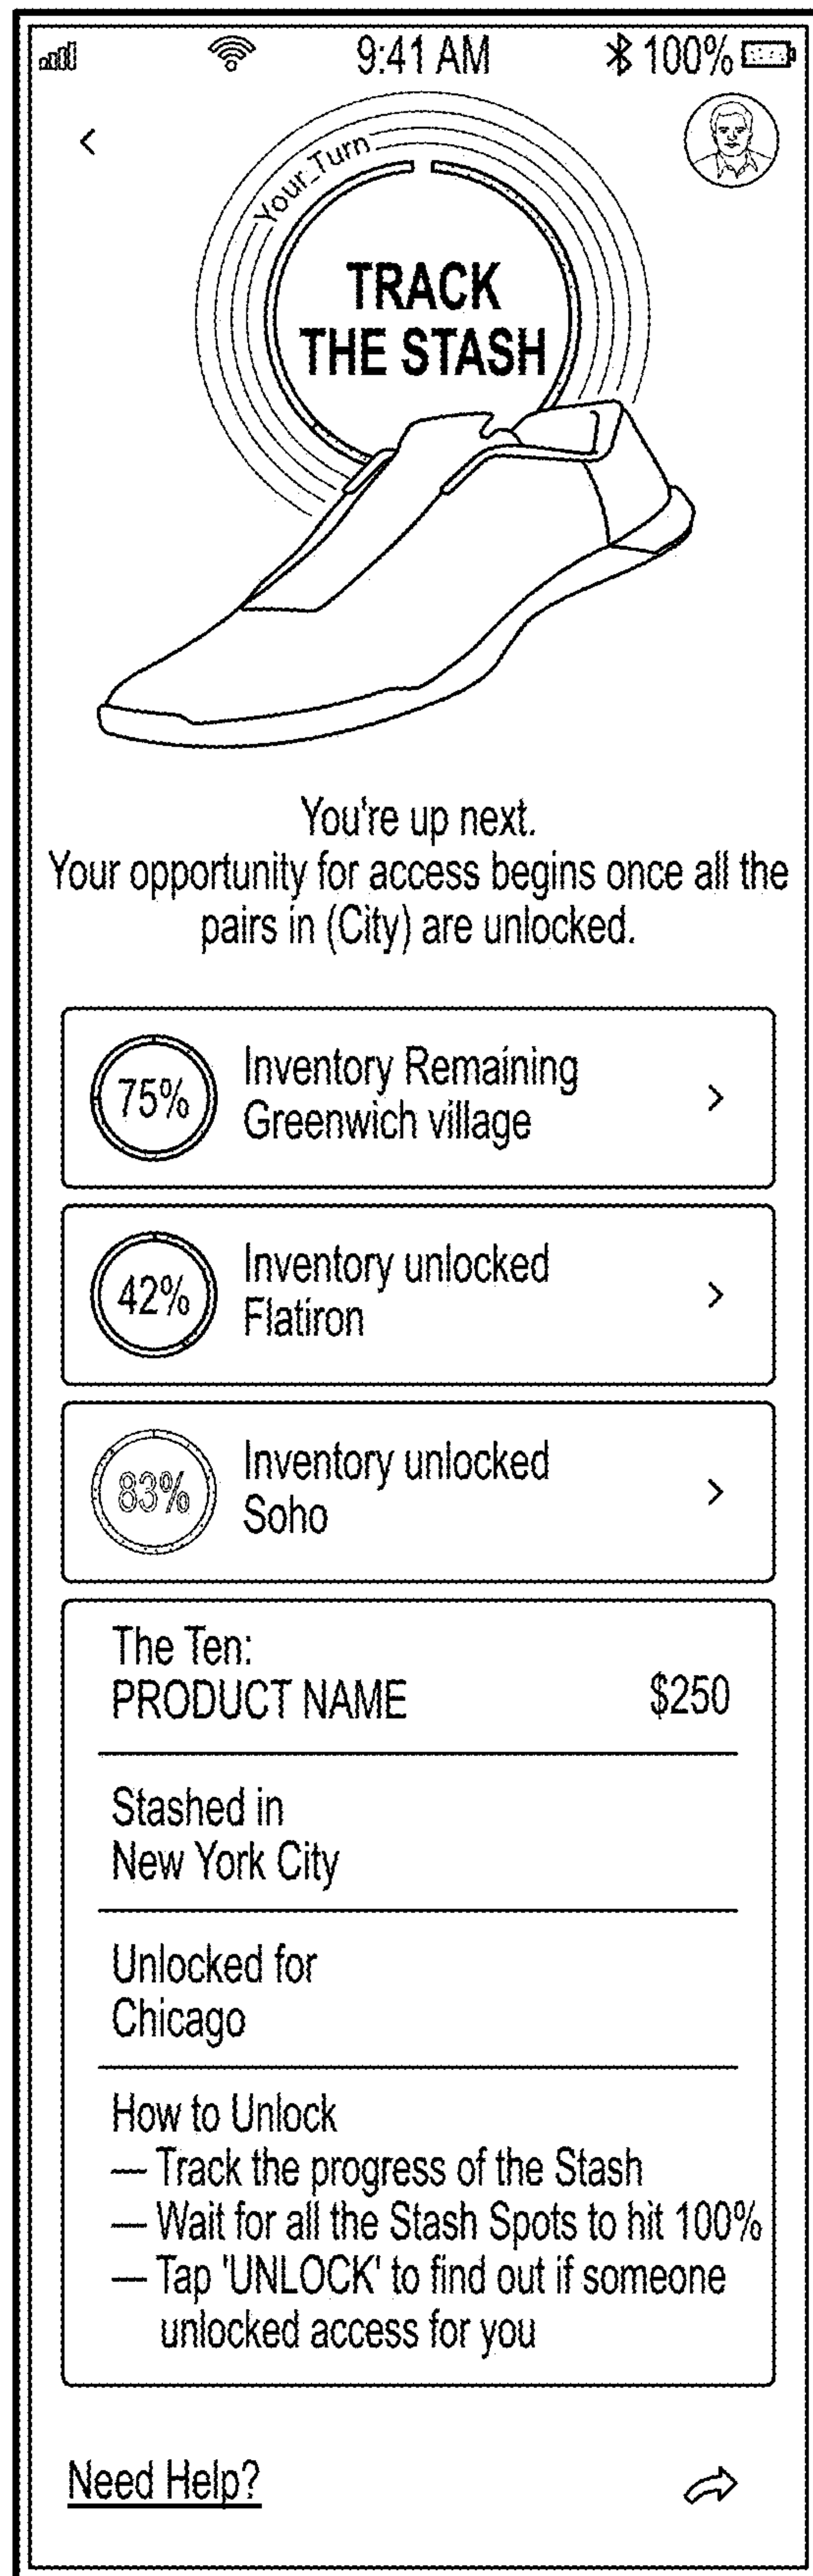 9:41 AM
100%
Your Turn
TRACK
THE STASH
You're up next.
Your opportunity for access begins once all the
pairs in (City) are unlocked.
75%
Inventory Remaining
Greenwich village
42%
Inventory unlocked
Flatiron
83%
Inventory unlocked
Soho
The Ten:
PRODUCT NAME
$250
Stashed in
New York City
Unlocked for
Chicago
How to Unlock
— Track the progress of the Stash
— Wait for all the Stash Spots to hit 100%
— Tap 'UNLOCK' to find out if someone
unlocked access for you
Need Help?